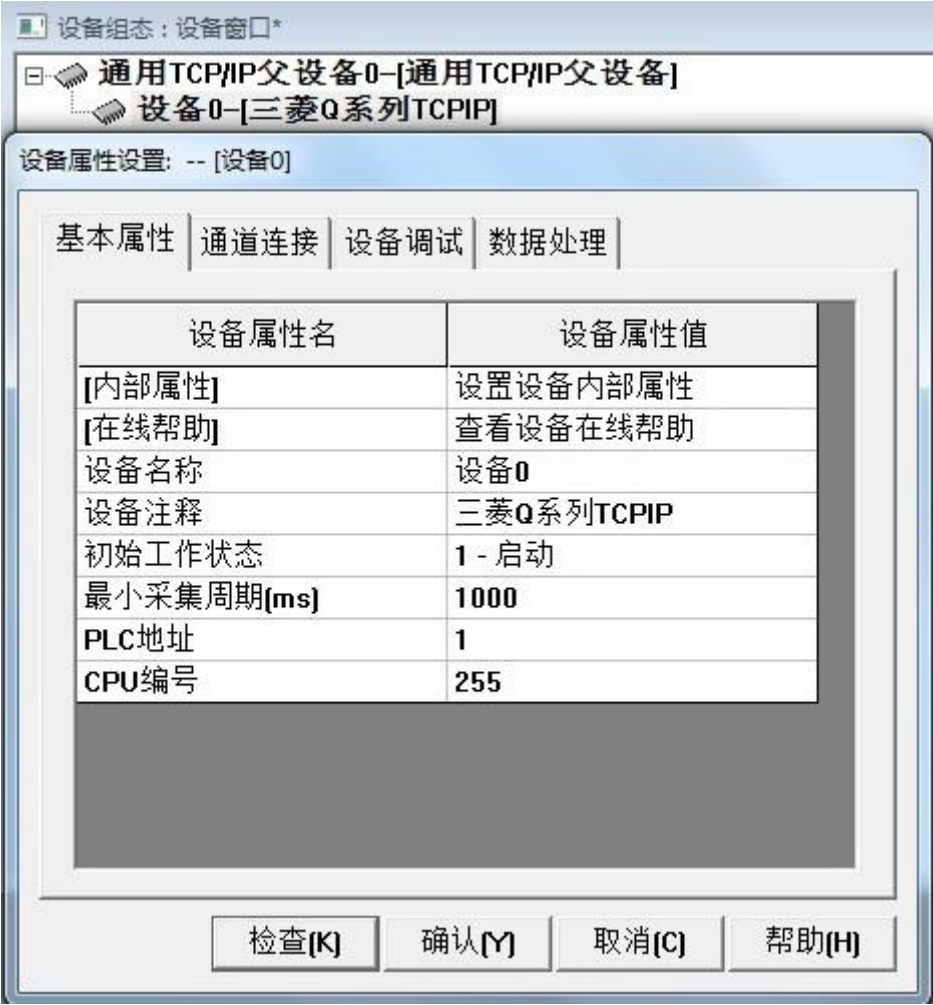 设备组态：设备窗口*
通用TCP/IP父设备0-[通用TCP/IP父设备]
设备0-[三菱Q系列TCPIP]
设备属性设置: -- [设备0]
基本属性 通道连接 设备调试 数据处理
设备属性名 设备属性值
[内部属性] 设置设备内部属性
[在线帮助] 查看设备在线帮助
设备名称 设备0
设备注释 三菱Q系列TCPIP
初始工作状态 1 - 启动
最小采集周期(ms) 1000
PLC地址 1
CPU编号 255
检查(K) 确认(Y) 取消(C) 帮助(H)